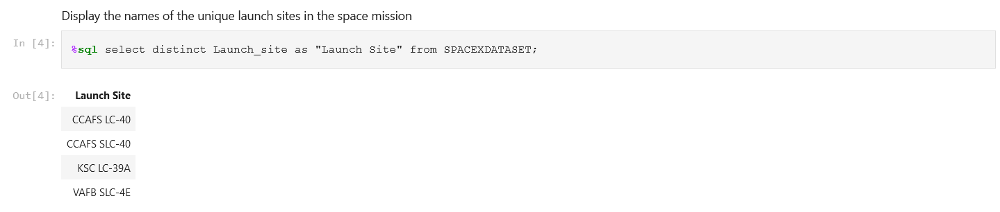 Display the names of the unique launch sites in the space mission
In [4]: %sql select distinct Launch_site as "Launch Site" from SPACEXDATASET;
Out[4]: Launch Site
CCAFS LC-40
CCAFS SLC-40
KSC LC-39A
VAFB SLC-4E